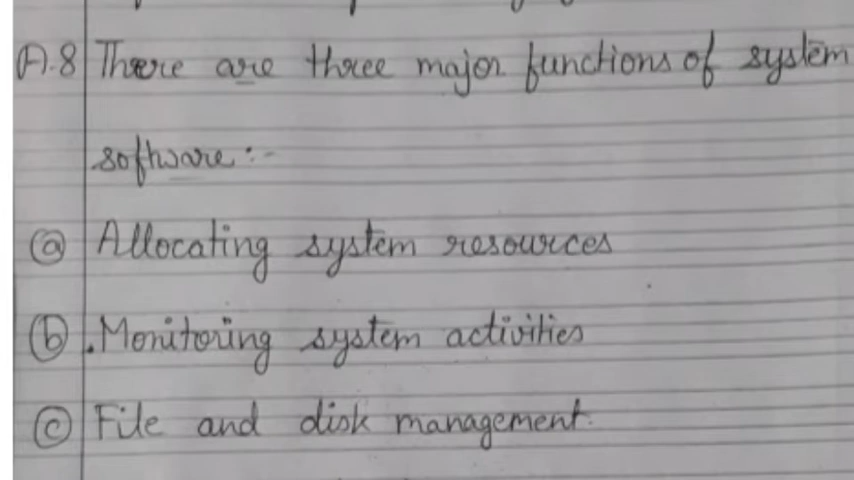 A.8 There are three major functions of system
software:-
(a) Allocating system resources
(b) Monitoring system activities
(c) File and disk management.